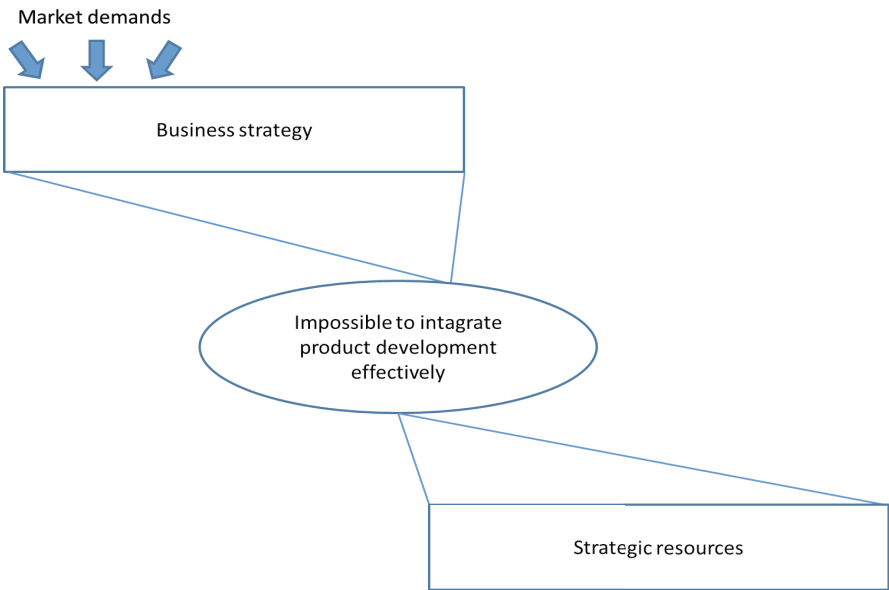 Market demands
Business strategy
Impossible to intagrate
product development
effectively
Strategic resources